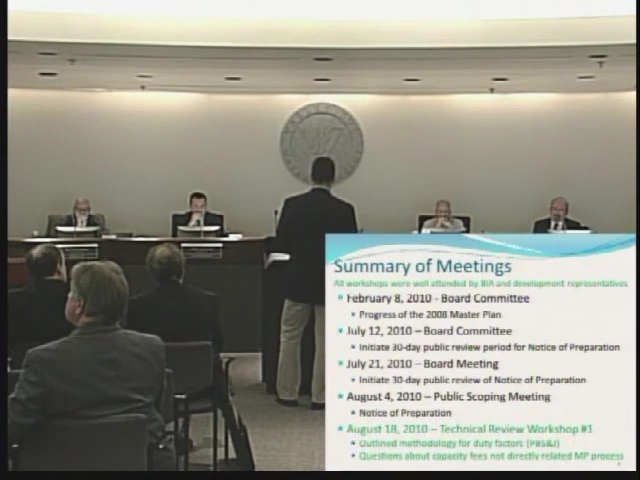 Summary of Meetings
All workshops were well attended by BIA and development representatives
February 8, 2010 - Board Committee
Progress of the 2008 Master Plan
July 12, 2010 – Board Committee
Initiate 30-day public review period for Notice of Preparation
July 21, 2010 – Board Meeting
Initiate 30-day public review of Notice of Preparation
August 4, 2010 – Public Scoping Meeting
Notice of Preparation
August 18, 2010 – Technical Review Workshop #1
Outlined methodology for duty factors (PBS&J)
Questions about capacity fees not directly related MP process